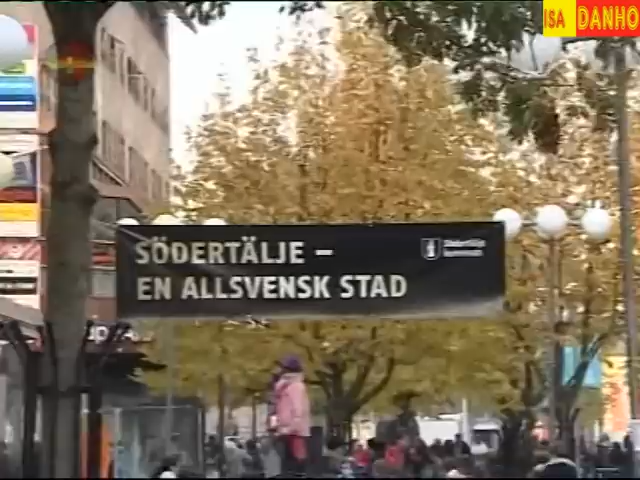 ISA DANHO
SÖDERTÄLJE –
EN ALLSVENSK STAD
Södertälje
kommun